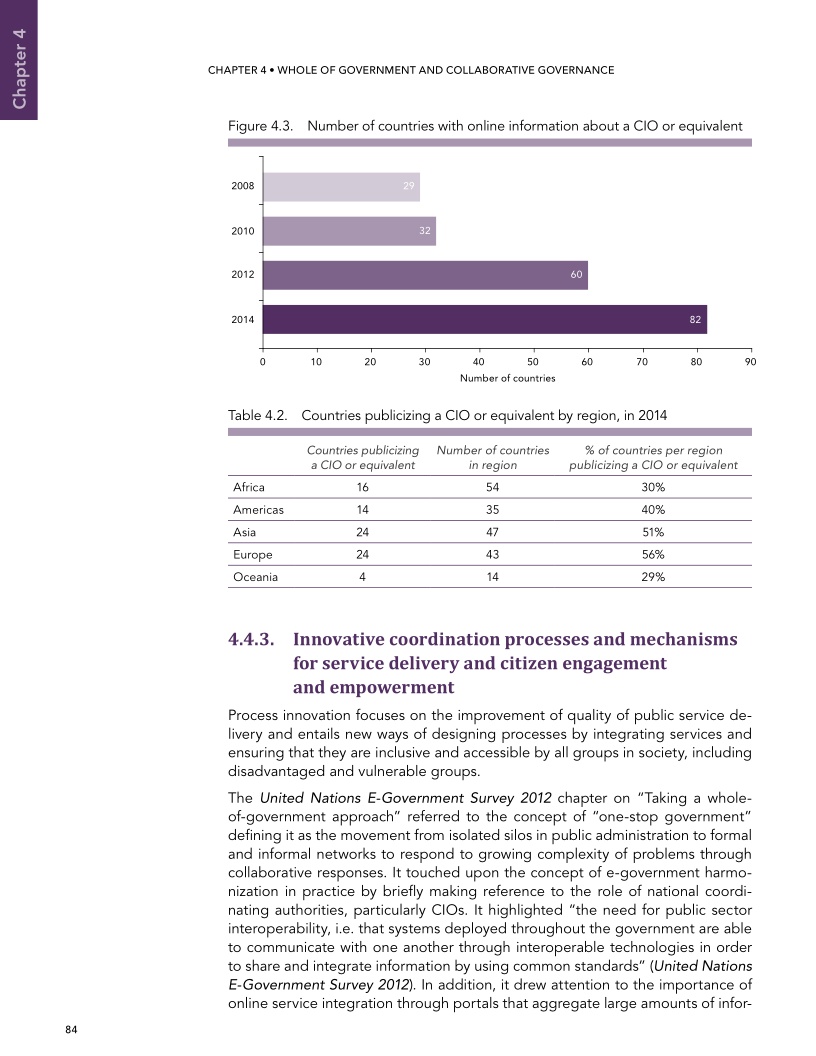 Chapter 4
CHAPTER 4 • WHOLE OF GOVERNMENT AND COLLABORATIVE GOVERNANCE
Figure 4.3. Number of countries with online information about a CIO or equivalent
2008 29
2010 32
2012 60
2014 82
0 10 20 30 40 50 60 70 80 90
Number of countries
Table 4.2. Countries publicizing a CIO or equivalent by region, in 2014
Countries publicizing Number of countries % of countries per region
a CIO or equivalent in region publicizing a CIO or equivalent
Africa 16 54 30%
Americas 14 35 40%
Asia 24 47 51%
Europe 24 43 56%
Oceania 4 14 29%
4.4.3. Innovative coordination processes and mechanisms
for service delivery and citizen engagement
and empowerment
Process innovation focuses on the improvement of quality of public service de-
livery and entails new ways of designing processes by integrating services and
ensuring that they are inclusive and accessible by all groups in society, including
disadvantaged and vulnerable groups.
The United Nations E-Government Survey 2012 chapter on "Taking a whole-
of-government approach" referred to the concept of "one-stop government"
defining it as the movement from isolated silos in public administration to formal
and informal networks to respond to growing complexity of problems through
collaborative responses. It touched upon the concept of e-government harmo-
nization in practice by briefly making reference to the role of national coordi-
nating authorities, particularly CIOs. It highlighted "the need for public sector
interoperability, i.e. that systems deployed throughout the government are able
to communicate with one another through interoperable technologies in order
to share and integrate information by using common standards" (United Nations
E-Government Survey 2012). In addition, it drew attention to the importance of
online service integration through portals that aggregate large amounts of infor-
84